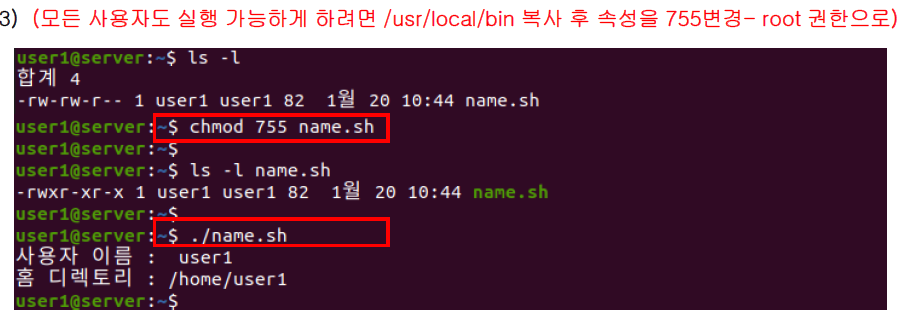 3) (모든 사용자도 실행 가능하게 하려면 /usr/local/bin 복사 후 속성을 755변경- root 권한으로)
user1@server:~$ ls -l
합계 4
-rw-rw-r-- 1 user1 user1 82  1월 20 10:44 name.sh
user1@server:~$ chmod 755 name.sh
user1@server:~$
user1@server:~$ ls -l name.sh
-rwxr-xr-x 1 user1 user1 82  1월 20 10:44 name.sh
user1@server:~$
user1@server:~$ ./name.sh
사용자 이름 :  user1
홈 디렉토리 : /home/user1
user1@server:~$